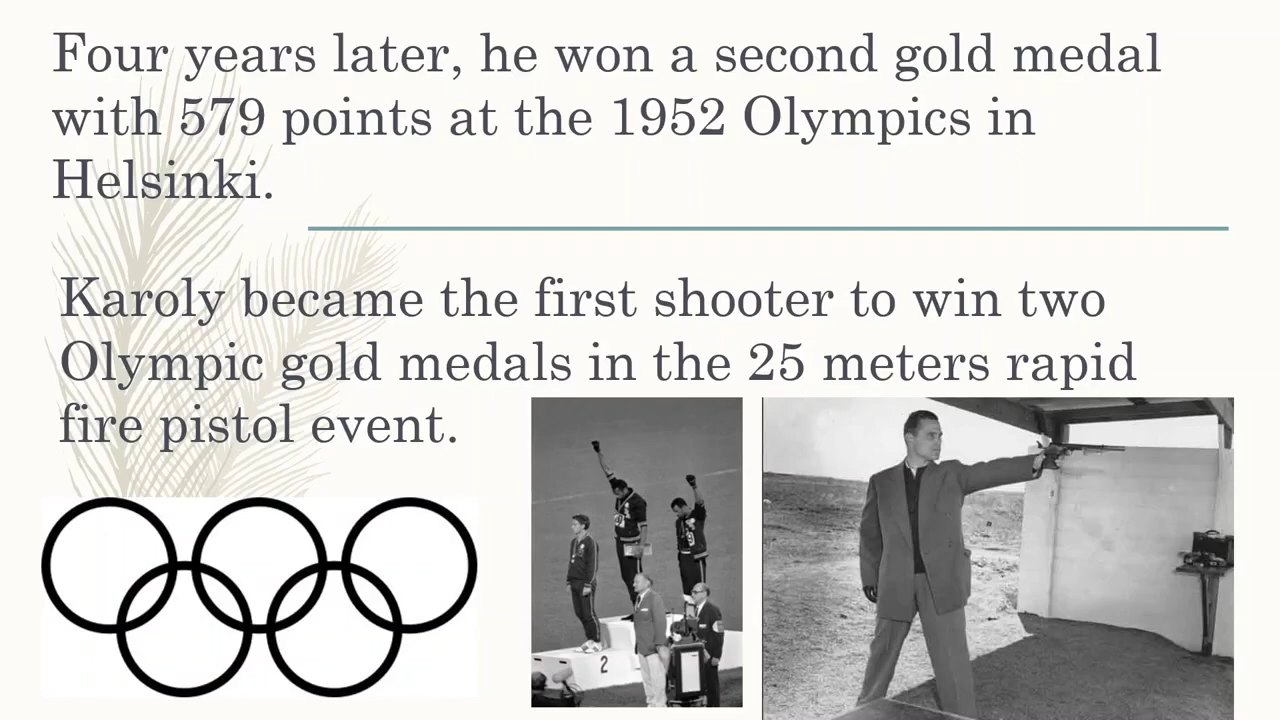 Four years later, he won a second gold medal
with 579 points at the 1952 Olympics in
Helsinki.
Karoly became the first shooter to win two
Olympic gold medals in the 25 meters rapid
fire pistol event.
2